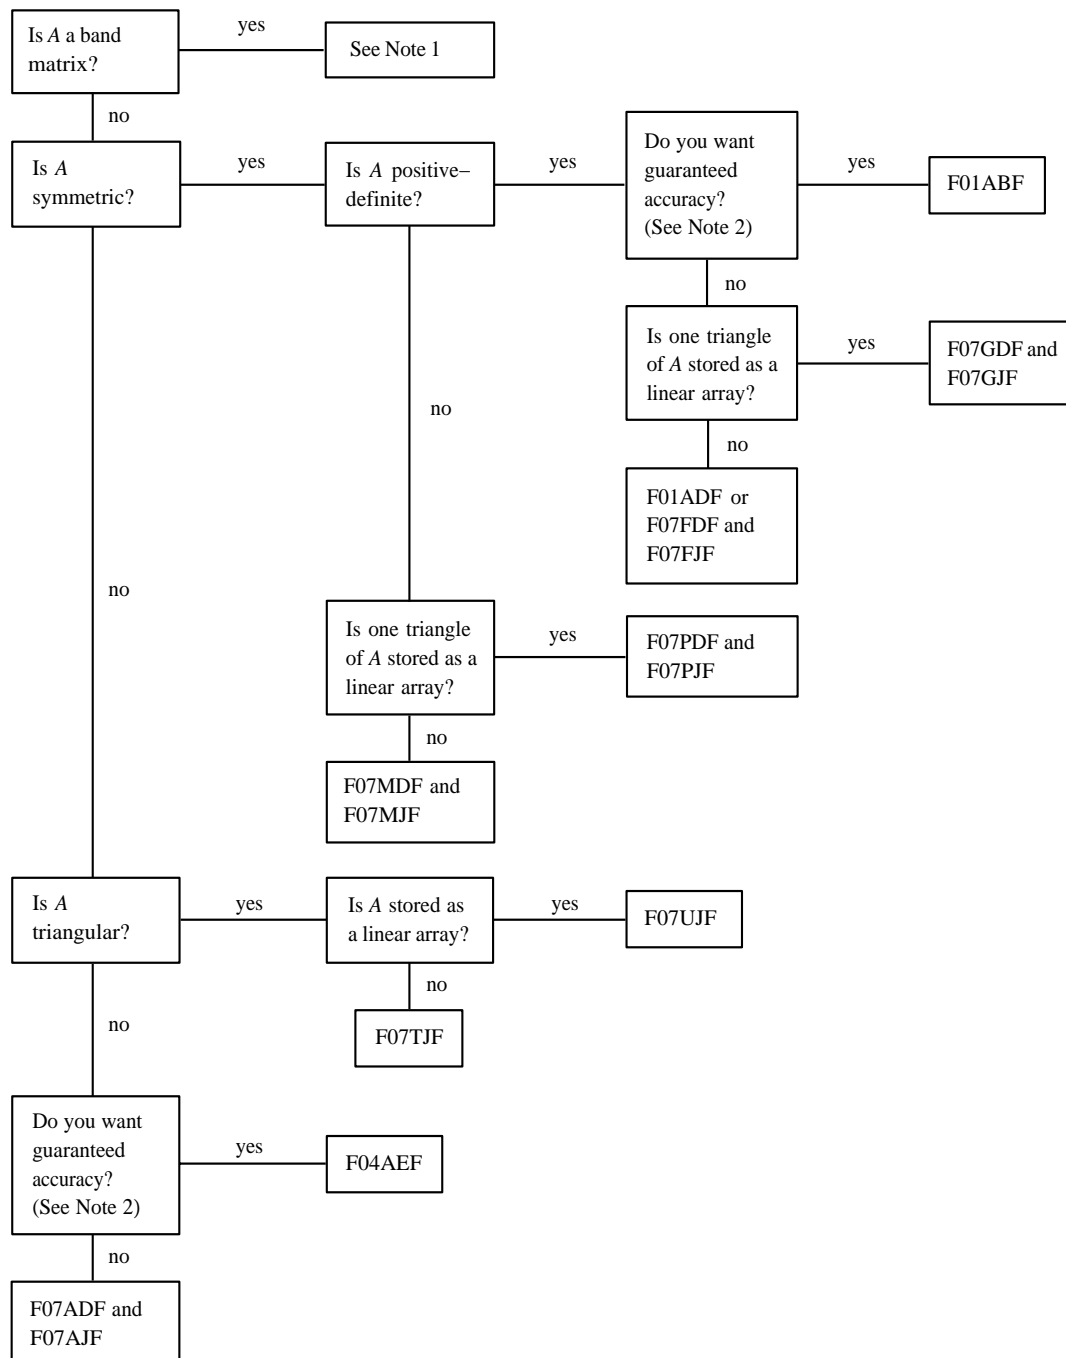 Is A a band
matrix?
yes
See Note 1
no
Is A
symmetric?
yes
Is A positive–
definite?
yes
Do you want
guaranteed
accuracy?
(See Note 2)
yes
F01ABF
no
Is one triangle
of A stored as a
linear array?
yes
F07GDF and
F07GJF
no
no
F01ADF or
F07FDF and
F07FJF
no
Is one triangle
of A stored as a
linear array?
yes
F07PDF and
F07PJF
no
F07MDF and
F07MJF
Is A
triangular?
yes
Is A stored as
a linear array?
yes
F07UJF
no
no
F07TJF
Do you want
guaranteed
accuracy?
(See Note 2)
yes
F04AEF
no
F07ADF and
F07AJF